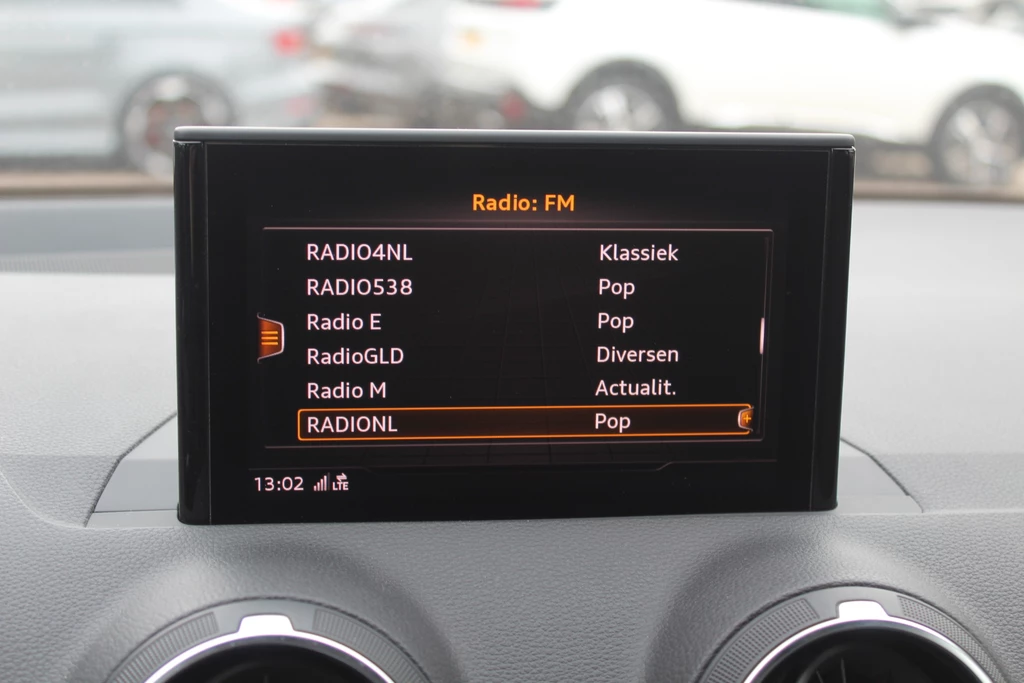 Radio: FM
RADIO4NL Klassiek
RADIO538 Pop
Radio E Pop
RadioGLD Diversen
Radio M Actualit.
RADIONL Pop
13:02 LTE